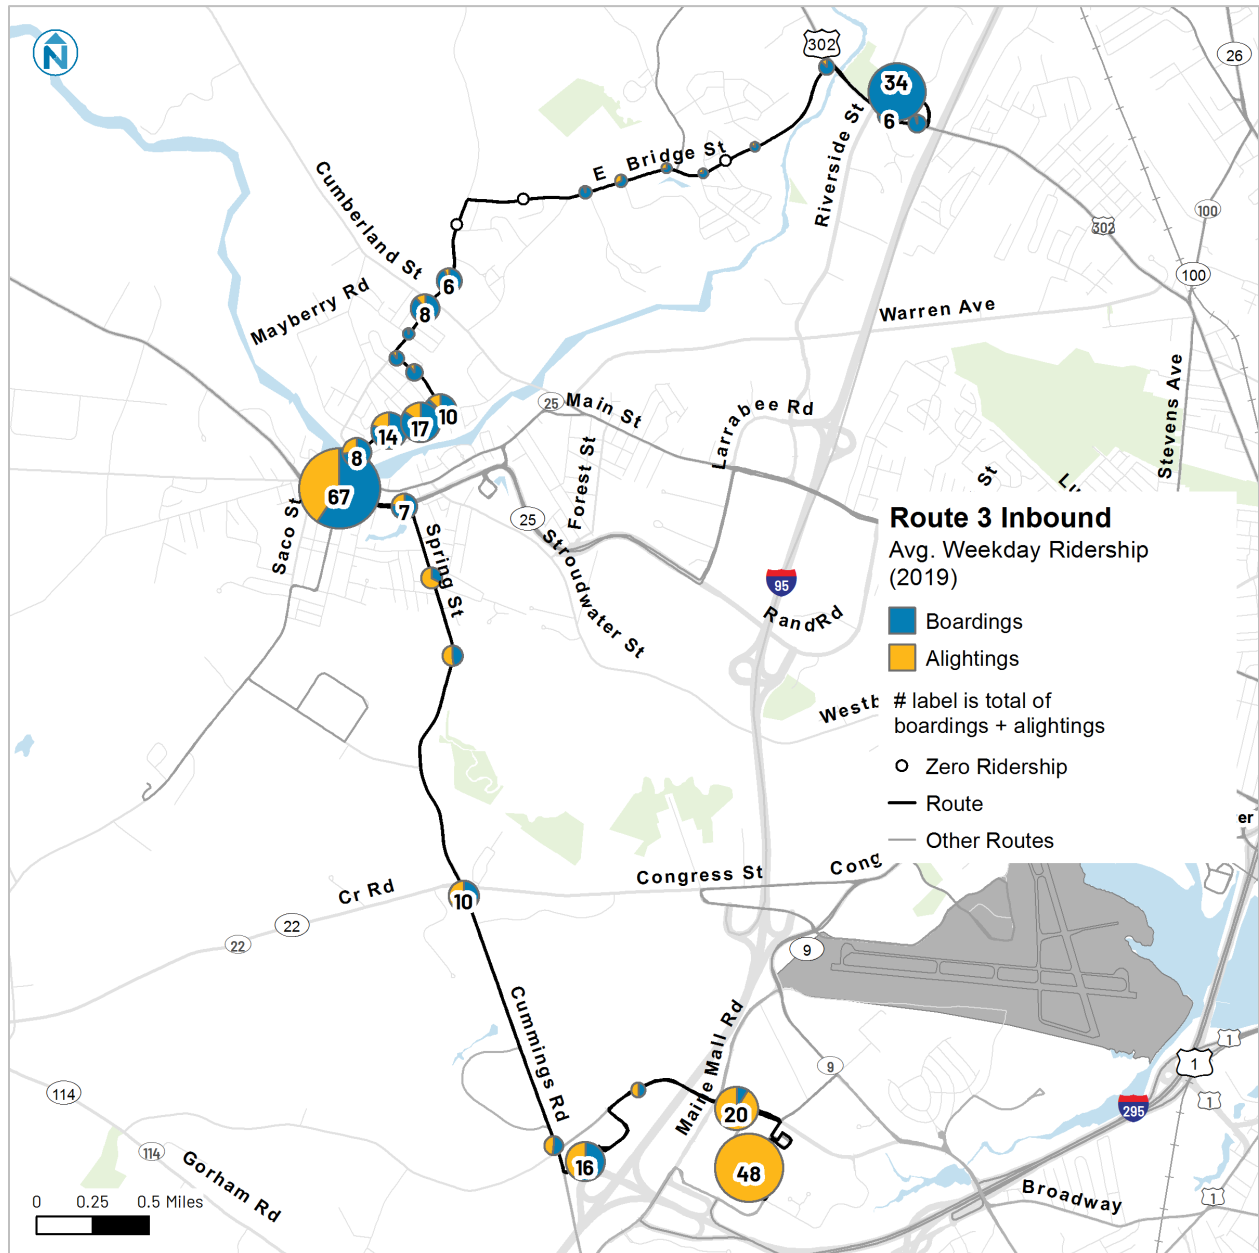 N
302
26
34
6
Riverside St
E Bridge St
Cumberland St
100
302
100
6
Mayberry Rd
8
Warren Ave
Stevens Ave
25
Main St
Larrabee Rd
10
17
14
8
67
7
Forest St
St
Saco St
25
Spring St
Stroudwater St
95
Rand Rd
Westb
Route 3 Inbound
Avg. Weekday Ridership
(2019)
Boardings
Alightings
# label is total of
boardings + alightings
Zero Ridership
Route
Other Routes
er
Cong
Congress St
Cr Rd
10
22
22
9
Cummings Rd
Maine Mall Rd
9
1
1
1
295
114
114
20
16
48
Gorham Rd
Broadway
1
0 0.25 0.5 Miles